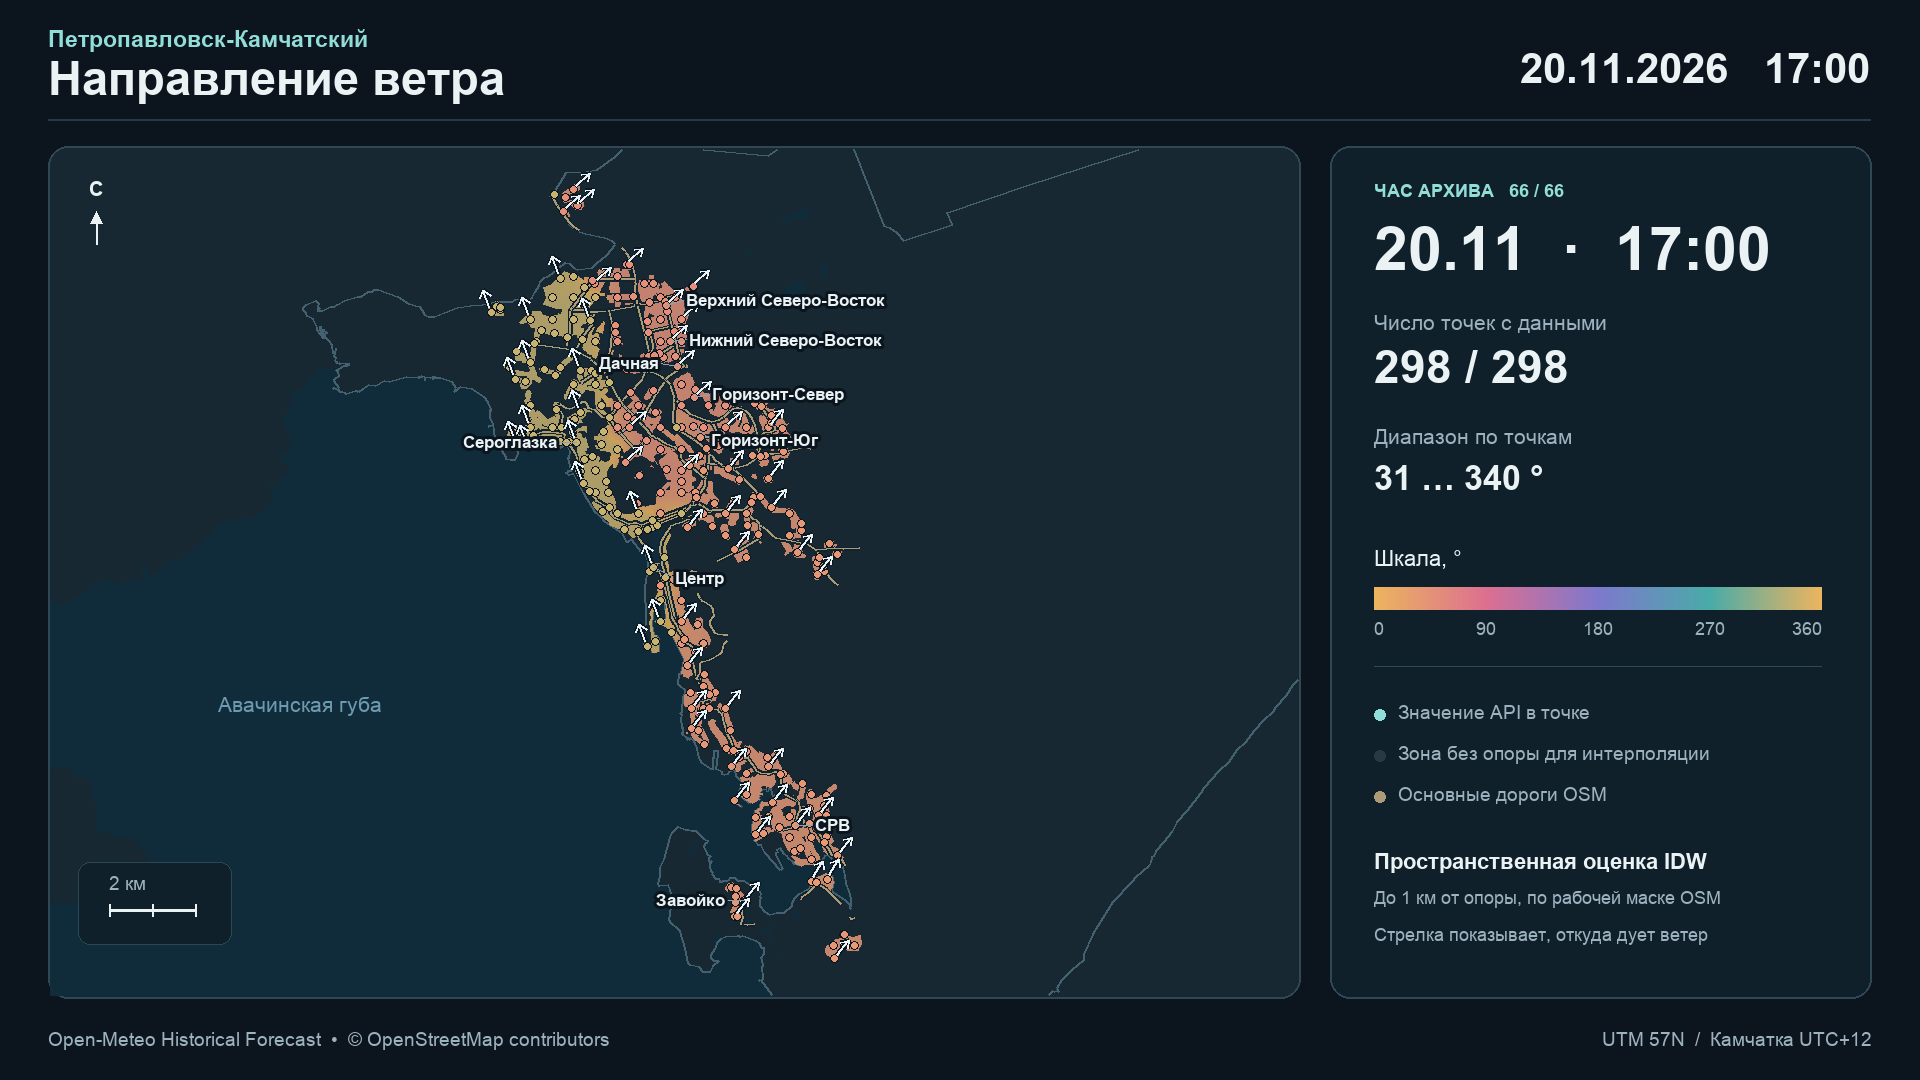 Петропавловск-Камчатский
Направление ветра
20.11.2026 17:00
С
Верхний Северо-Восток
Нижний Северо-Восток
Дачная
Горизонт-Север
Сероглазка
Горизонт-Юг
Центр
Авачинская губа
СРВ
Завойко
2 км
ЧАС АРХИВА 66 / 66
20.11 · 17:00
Число точек с данными
298 / 298
Диапазон по точкам
31 … 340 °
Шкала, °
0 90 180 270 360
Значение API в точке
Зона без опоры для интерполяции
Основные дороги OSM
Пространственная оценка IDW
До 1 км от опоры, по рабочей маске OSM
Стрелка показывает, откуда дует ветер
Open-Meteo Historical Forecast • © OpenStreetMap contributors
UTM 57N / Камчатка UTC+12